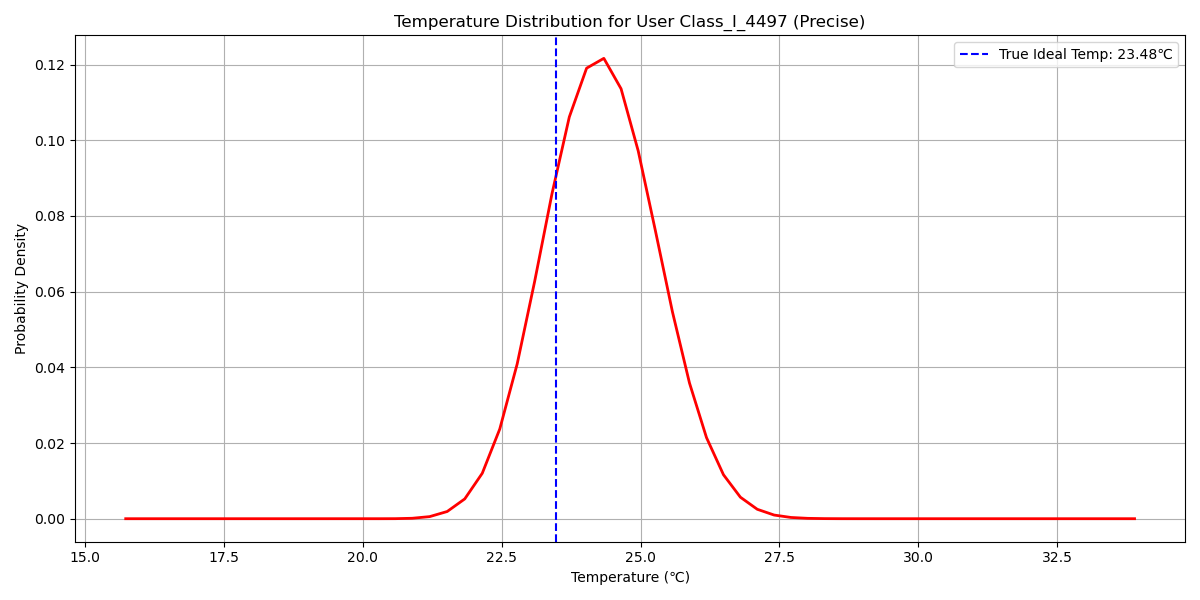 Temperature Distribution for User Class_I_4497 (Precise)
True Ideal Temp: 23.48℃
0.12
0.10
0.08
0.06
0.04
0.02
0.00
Probability Density
15.0 17.5 20.0 22.5 25.0 27.5 30.0 32.5
Temperature (℃)